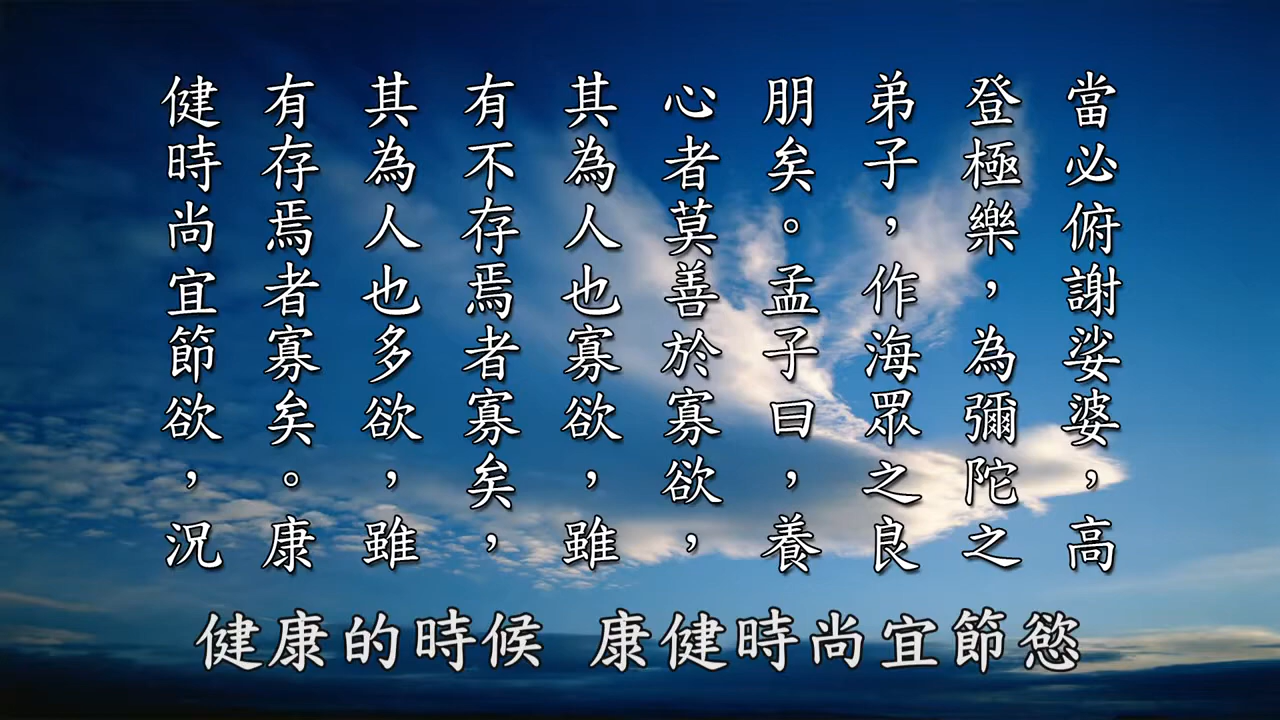 當必俯謝娑婆，高
登極樂，為彌陀之
弟子，作海眾之良
朋矣。孟子曰，養
心者莫善於寡欲，
其為人也寡欲，雖
有不存焉者寡矣，
其為人也多欲，雖
有存焉者寡矣。康
健時尚宜節欲，況
健康的時候 康健時尚宜節慾